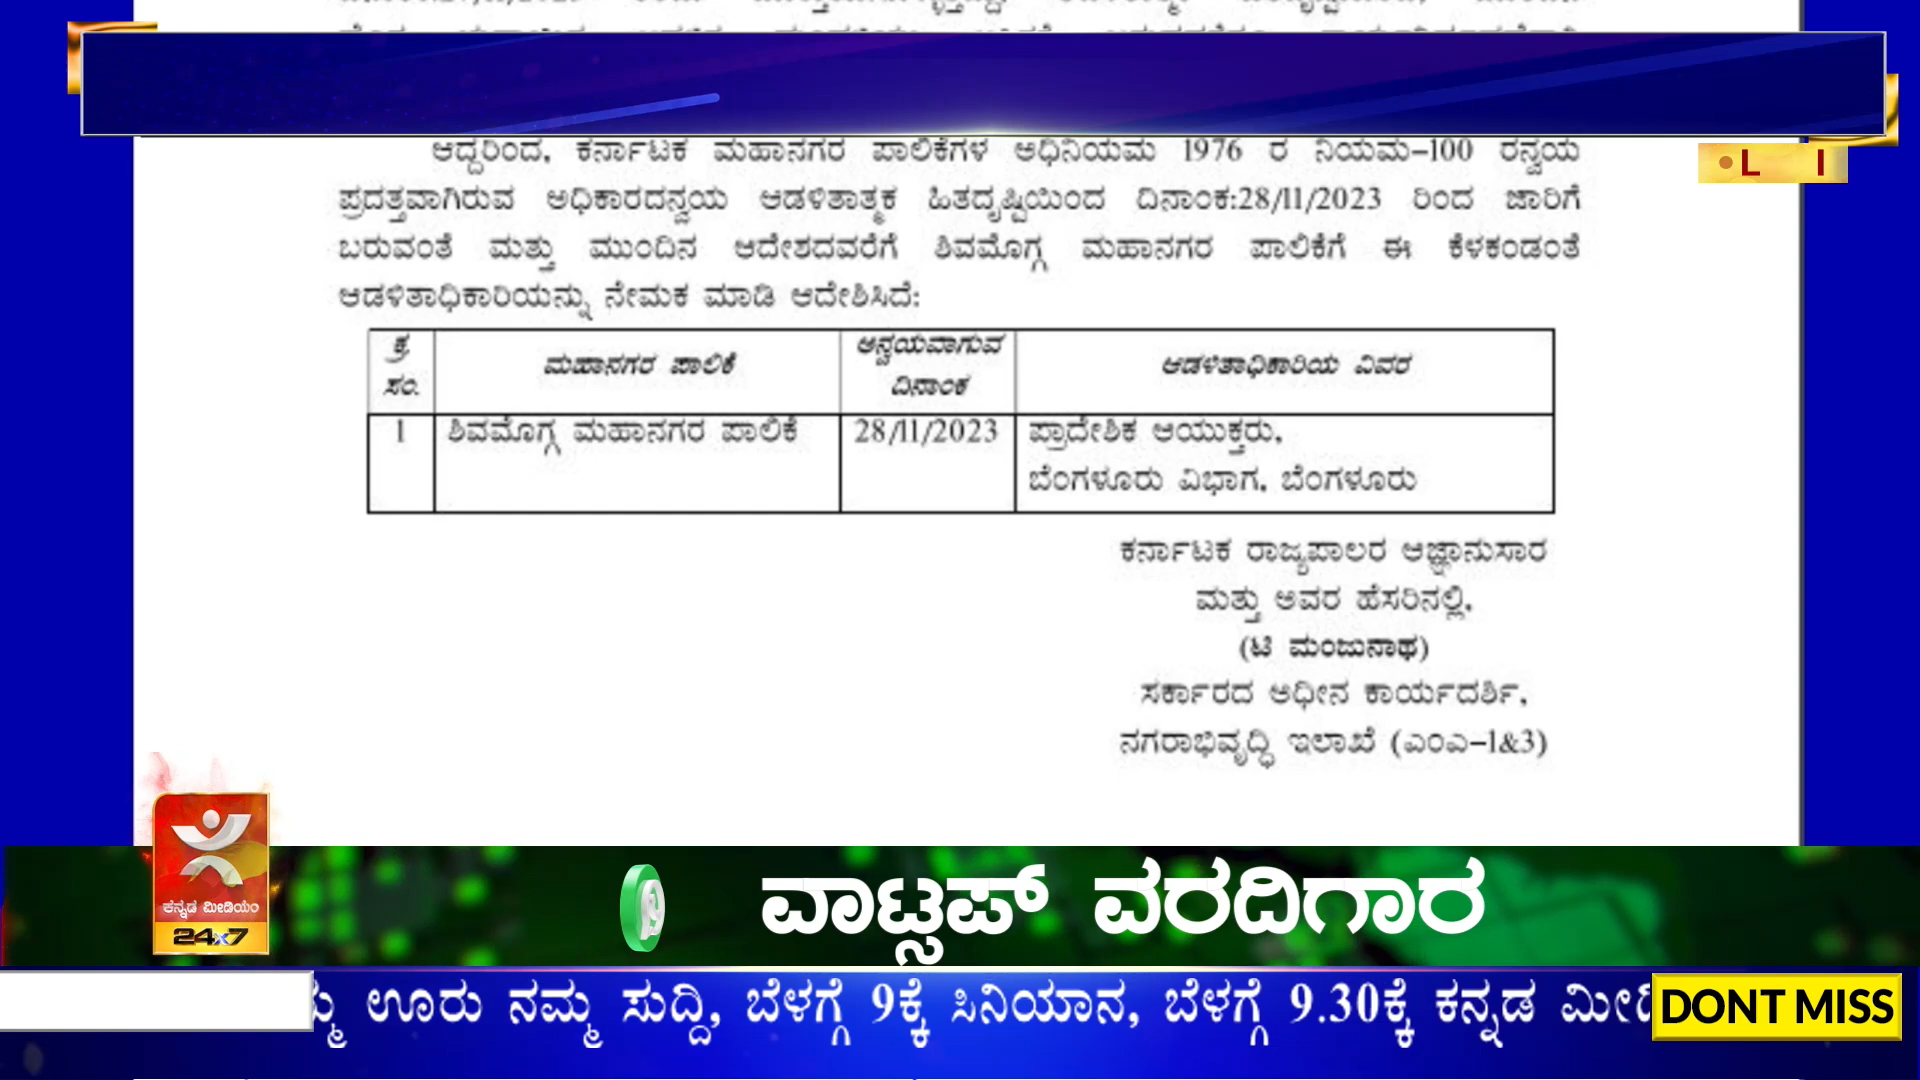 ಆದ್ದರಿಂದ, ಕರ್ನಾಟಕ ಮಹಾನಗರ ಪಾಲಿಕೆಗಳ ಅಧಿನಿಯಮ 1976 ರ ನಿಯಮ-100 ರನ್ವಯ
ಪ್ರದತ್ತವಾಗಿರುವ ಅಧಿಕಾರದನ್ವಯ ಆಡಳಿತಾತ್ಮಕ ಹಿತದೃಷ್ಟಿಯಿಂದ ದಿನಾಂಕ:28/11/2023 ರಿಂದ ಜಾರಿಗೆ
ಬರುವಂತೆ ಮತ್ತು ಮುಂದಿನ ಆದೇಶದವರೆಗೆ ಶಿವಮೊಗ್ಗ ಮಹಾನಗರ ಪಾಲಿಕೆಗೆ ಈ ಕೆಳಕಂಡಂತೆ
ಆಡಳಿತಾಧಿಕಾರಿಯನ್ನು ನೇಮಕ ಮಾಡಿ ಆದೇಶಿಸಿದೆ:
ಕ್ರ ಸಂ. ಮಹಾನಗರ ಪಾಲಿಕೆ ಅನ್ವಯವಾಗುವ ದಿನಾಂಕ ಆಡಳಿತಾಧಿಕಾರಿಯ ವಿವರ
1 ಶಿವಮೊಗ್ಗ ಮಹಾನಗರ ಪಾಲಿಕೆ 28/11/2023 ಪ್ರಾದೇಶಿಕ ಆಯುಕ್ತರು,
ಬೆಂಗಳೂರು ವಿಭಾಗ, ಬೆಂಗಳೂರು
ಕರ್ನಾಟಕ ರಾಜ್ಯಪಾಲರ ಆಜ್ಞಾನುಸಾರ
ಮತ್ತು ಅವರ ಹೆಸರಿನಲ್ಲಿ,
(ಟಿ ಮಂಜುನಾಥ)
ಸರ್ಕಾರದ ಅಧೀನ ಕಾರ್ಯದರ್ಶಿ,
ನಗರಾಭಿವೃದ್ಧಿ ಇಲಾಖೆ (ಎಂಎ-1&3)
ಕನ್ನಡ ಮೀಡಿಯಂ
24x7
ವಾಟ್ಸಪ್ ವರದಿಗಾರ
ಊರು ನಮ್ಮ ಸುದ್ದಿ, ಬೆಳಗ್ಗೆ 9ಕ್ಕೆ ಸಿನಿಯಾನ, ಬೆಳಗ್ಗೆ 9.30ಕ್ಕೆ ಕನ್ನಡ
DONT MISS